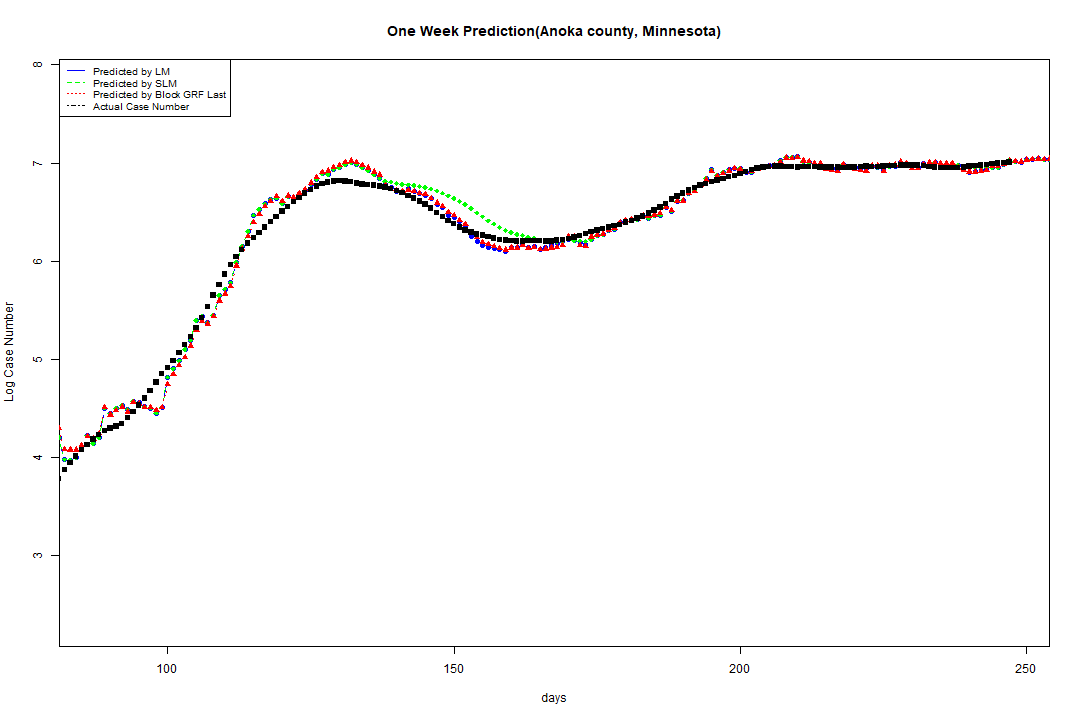 One Week Prediction(Anoka county, Minnesota)
Predicted by LM
Predicted by SLM
Predicted by Block GRF Last
Actual Case Number
8
7
6
5
4
3
Log Case Number
100 150 200 250
days